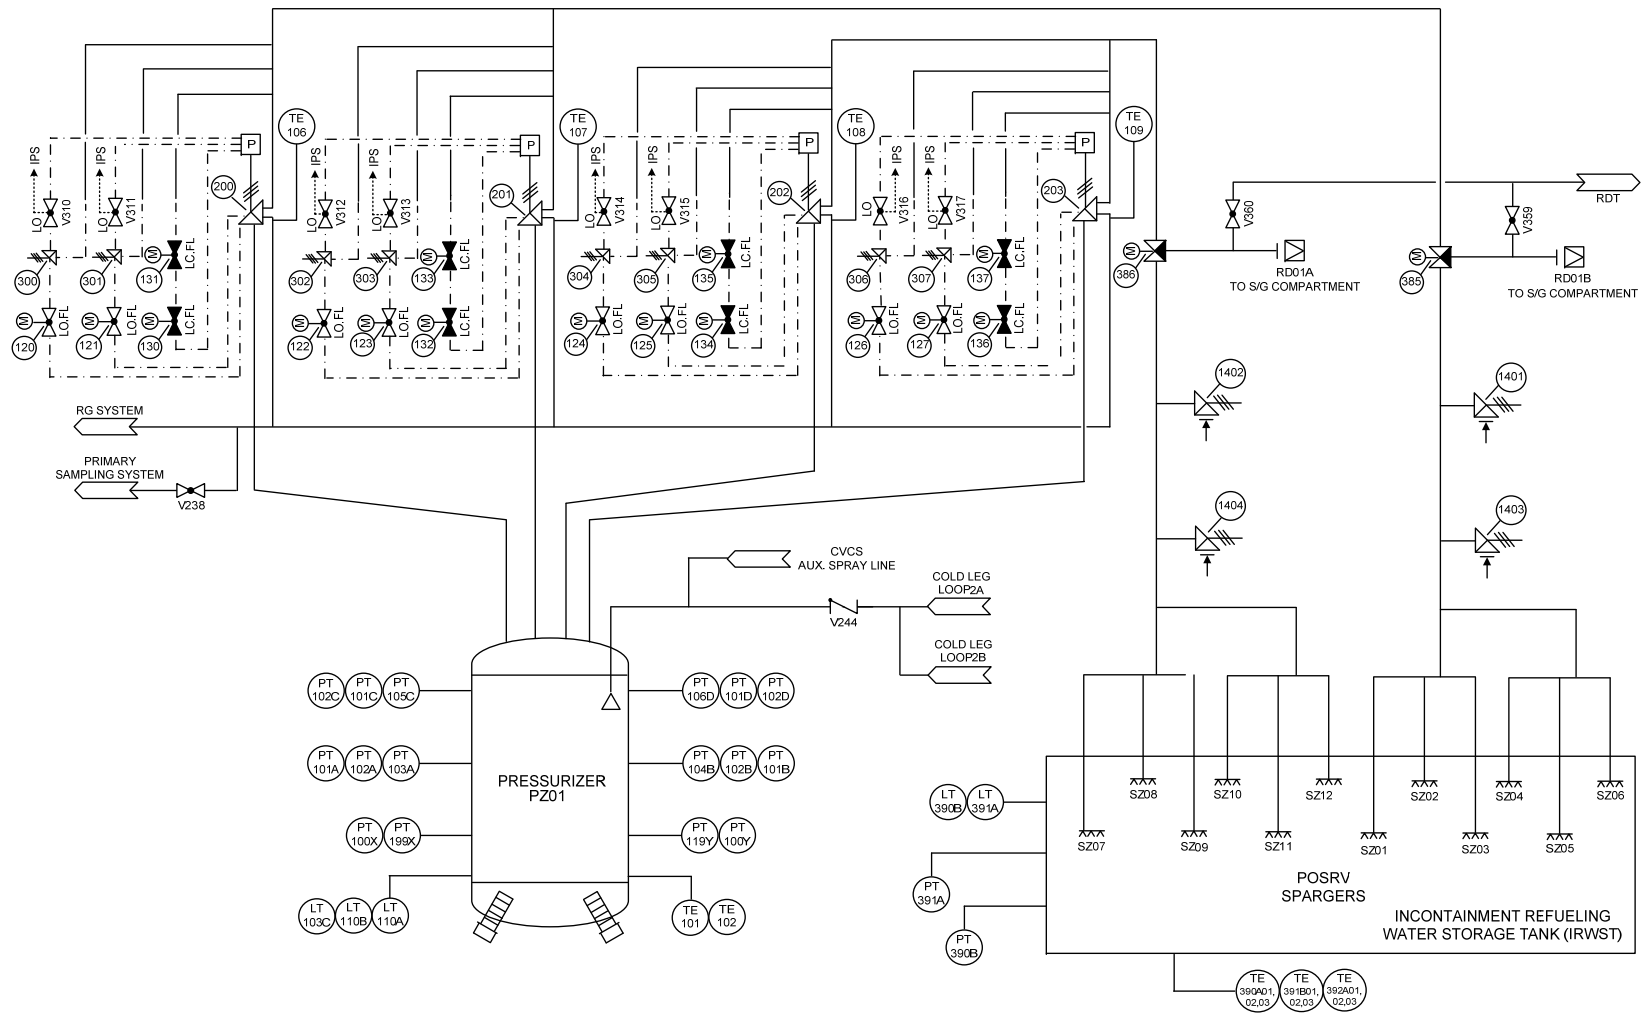 TE
106
TE
107
TE
108
TE
109
P
P
P
P
IPS
IPS
IPS
IPS
IPS
IPS
IPS
IPS
200
201
202
203
LO
V310
LO
V311
LO
V312
LO
V313
LO
V314
LO
V315
LO
V316
LO
V317
V360
V359
RDT
M
LC.FL
M
LC.FL
M
LC.FL
M
LC.FL
M
M
300
301
131
302
303
133
304
305
135
306
307
137
386
385
RD01A
TO S/G COMPARTMENT
RD01B
TO S/G COMPARTMENT
M
LO.FL
M
LO.FL
M
LC.FL
M
LO.FL
M
LO.FL
M
LC.FL
M
LO.FL
M
LO.FL
M
LC.FL
M
LO.FL
M
LO.FL
M
LC.FL
120
121
130
122
123
132
124
125
134
126
127
136
1402
1401
RG SYSTEM
PRIMARY
SAMPLING SYSTEM
V238
1404
1403
CVCS
AUX. SPRAY LINE
COLD LEG
LOOP2A
V244
COLD LEG
LOOP2B
PT
102C
PT
101C
PT
105C
PT
106D
PT
101D
PT
102D
PT
101A
PT
102A
PT
103A
PRESSURIZER
PZ01
PT
104B
PT
102B
PT
101B
PT
100X
PT
199X
PT
119Y
PT
100Y
LT
103C
LT
110B
LT
110A
TE
101
TE
102
LT
390B
LT
391A
PT
391A
PT
390B
SZ08
SZ10
SZ12
SZ02
SZ04
SZ06
SZ07
SZ09
SZ11
SZ01
SZ03
SZ05
POSRV
SPARGERS
INCONTAINMENT REFUELING
WATER STORAGE TANK (IRWST)
TE
390A01,
02,03
TE
391B01,
02,03
TE
392A01,
02,03